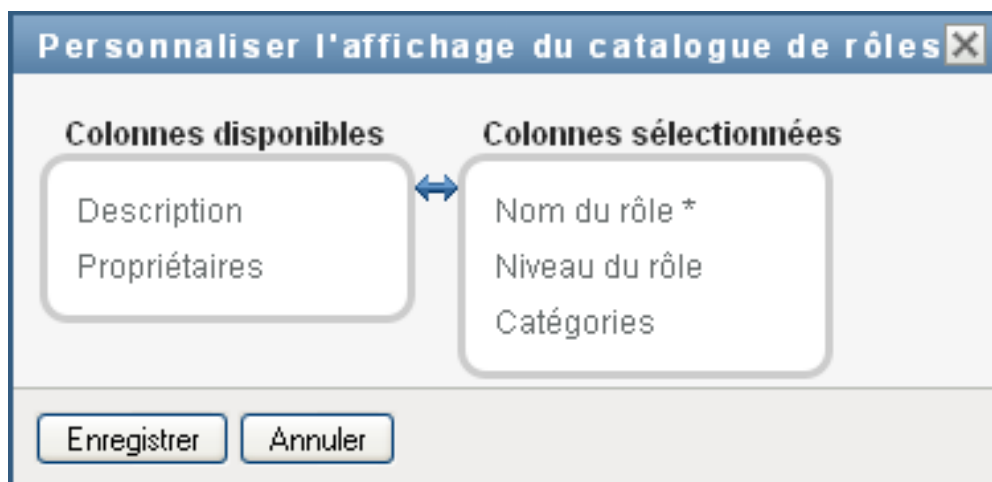 Personnaliser l'affichage du catalogue de rôles
Colonnes disponibles
Description
Propriétaires
Colonnes sélectionnées
Nom du rôle *
Niveau du rôle
Catégories
Enregistrer
Annuler